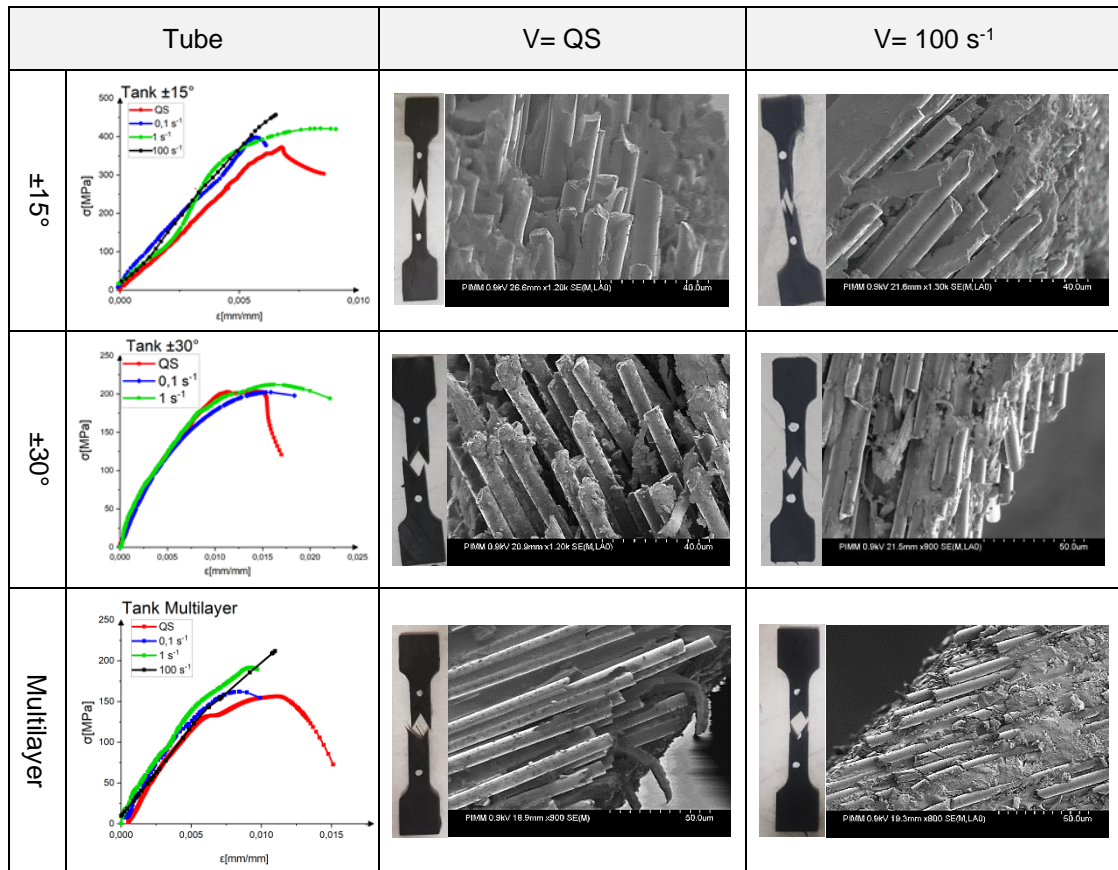 Tube
V= QS
V= 100 s⁻¹
±15°
Tank ±15°
QS
0,1 s⁻¹
1 s⁻¹
100 s⁻¹
500
400
300
200
100
0
σ[MPa]
0,000 0,005 0,010
ε[mm/mm]
PIMM 0.9kV 26.6mm x1.20k SE(M,LA0) 40.0um
PIMM 0.9kV 21.6mm x1.30k SE(M,LA0) 40.0um
±30°
Tank ±30°
QS
0,1 s⁻¹
1 s⁻¹
250
200
150
100
50
0
σ[MPa]
0,000 0,005 0,010 0,015 0,020 0,025
ε[mm/mm]
PIMM 0.9kV 20.9mm x1.20k SE(M,LA0) 40.0um
PIMM 0.9kV 21.5mm x900 SE(M,LA0) 50.0um
Multilayer
Tank Multilayer
QS
0,1 s⁻¹
1 s⁻¹
100 s⁻¹
250
200
150
100
50
0
σ[MPa]
0,000 0,005 0,010 0,015
ε[mm/mm]
PIMM 0.9kV 18.9mm x900 SE(M) 50.0um
PIMM 0.9kV 19.3mm x800 SE(M,LA0) 50.0um